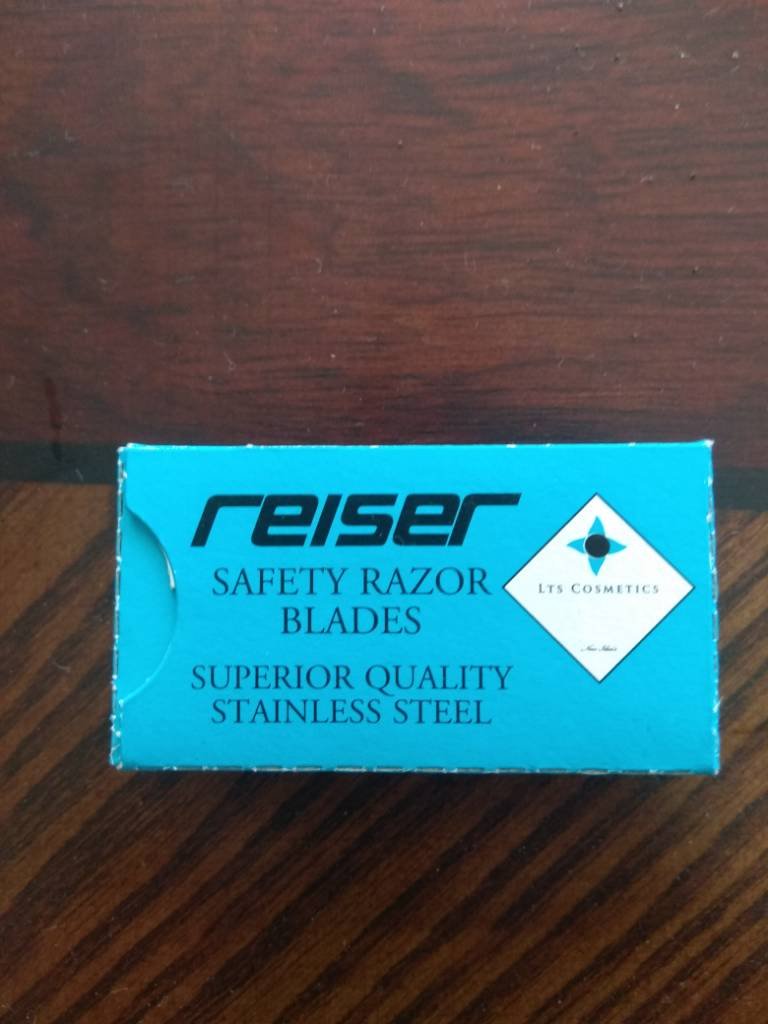 reiser
SAFETY RAZOR
BLADES
SUPERIOR QUALITY
STAINLESS STEEL
LTS COSMETICS